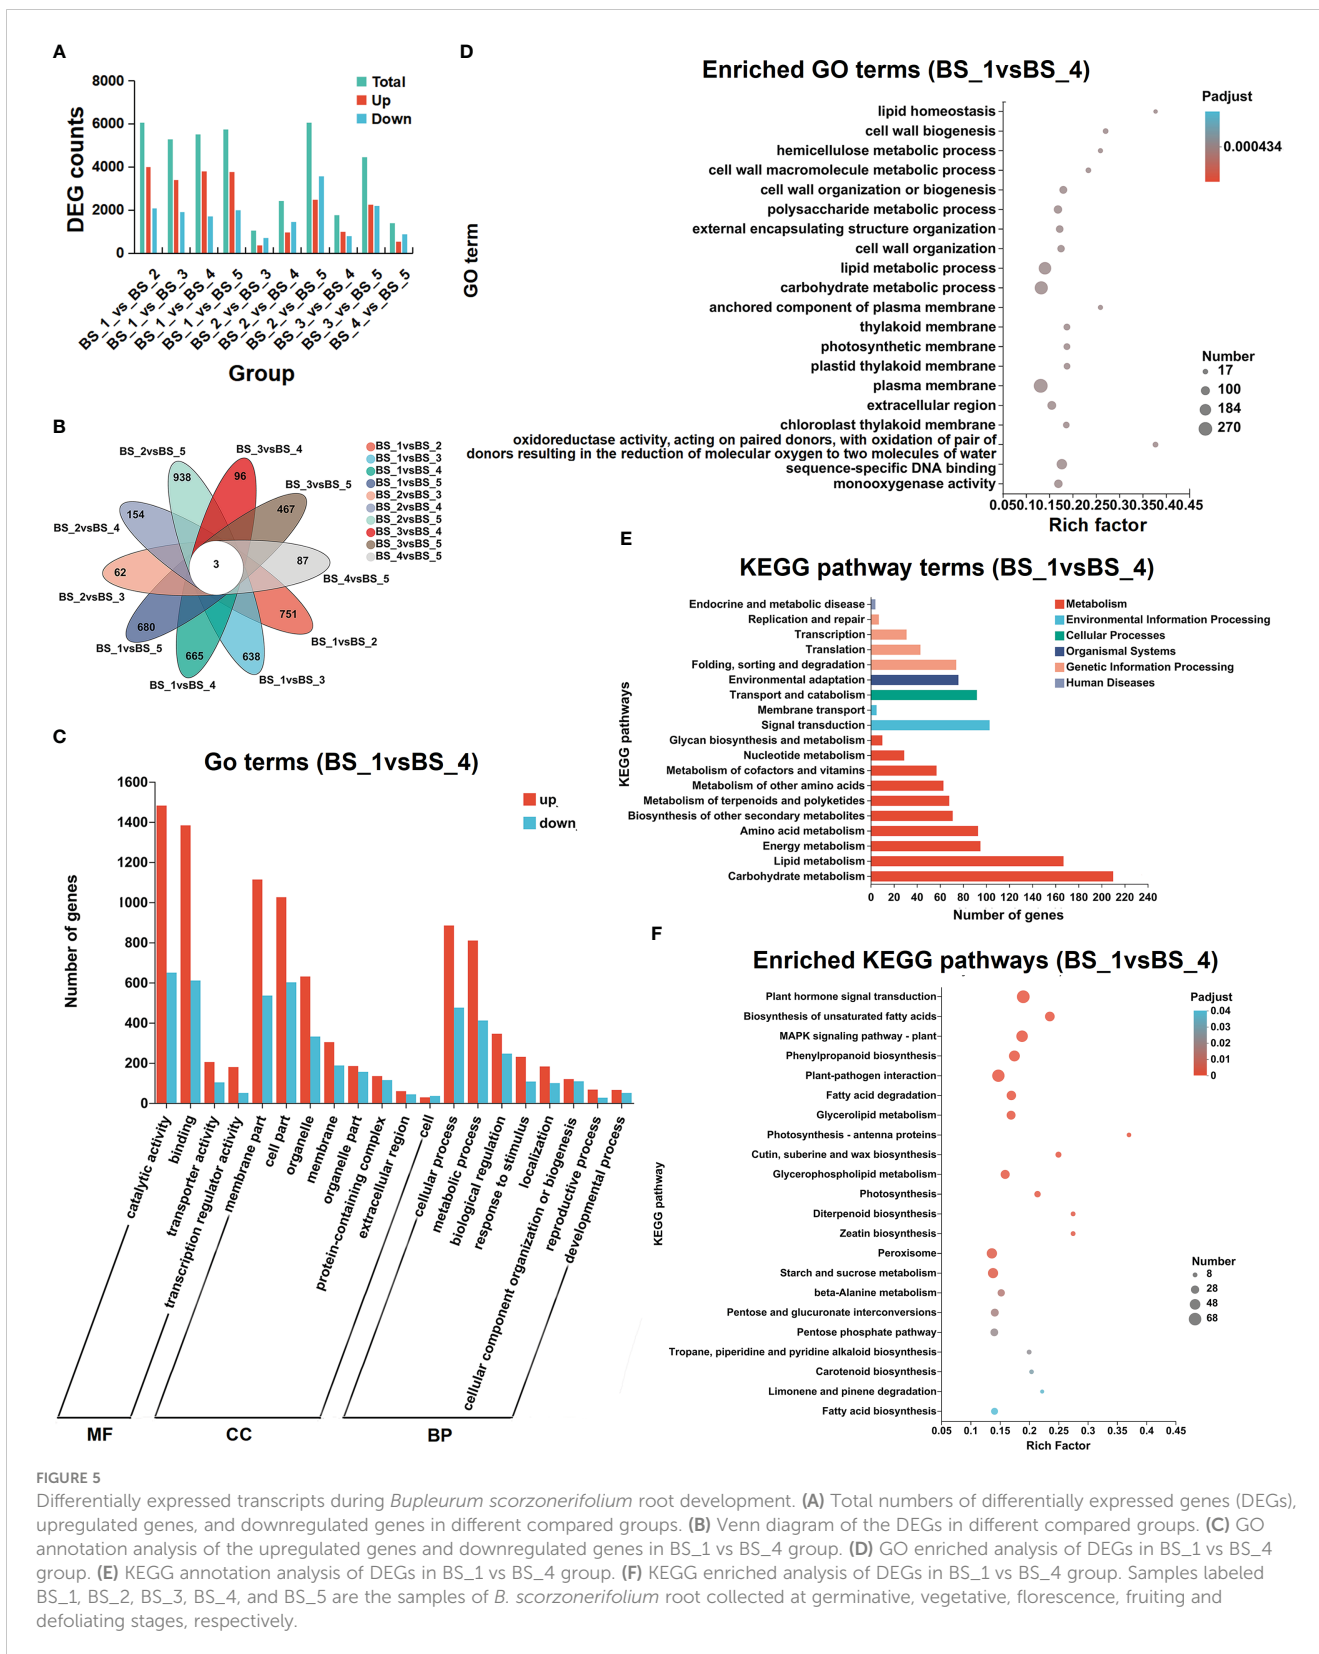 A
8000
6000
4000
2000
0
DEG counts
Total
Up
Down
BS_1_vs_BS_2
BS_1_vs_BS_3
BS_1_vs_BS_4
BS_1_vs_BS_5
BS_2_vs_BS_3
BS_2_vs_BS_4
BS_2_vs_BS_5
BS_3_vs_BS_4
BS_3_vs_BS_5
BS_4_vs_BS_5
Group
B
BS_2vsBS_5
BS_3vsBS_4
BS_3vsBS_5
BS_2vsBS_4
BS_4vsBS_5
BS_2vsBS_3
BS_1vsBS_2
BS_1vsBS_5
BS_1vsBS_4
BS_1vsBS_3
938
96
467
154
87
62
3
751
680
665
638
BS_1vsBS_2
BS_1vsBS_3
BS_1vsBS_4
BS_1vsBS_5
BS_2vsBS_3
BS_2vsBS_4
BS_2vsBS_5
BS_3vsBS_4
BS_3vsBS_5
BS_4vsBS_5
C
Go terms (BS_1vsBS_4)
1600
1400
1200
1000
800
600
400
200
0
Number of genes
up
down
catalytic activity
binding
transporter activity
transcription regulator activity
membrane part
cell part
organelle
membrane
organelle part
protein-containing complex
extracellular region
cell
cellular process
metabolic process
biological regulation
response to stimulus
localization
cellular component organization or biogenesis
reproductive process
developmental process
MF
CC
BP
D
Enriched GO terms (BS_1vsBS_4)
GO term
lipid homeostasis
cell wall biogenesis
hemicellulose metabolic process
cell wall macromolecule metabolic process
cell wall organization or biogenesis
polysaccharide metabolic process
external encapsulating structure organization
cell wall organization
lipid metabolic process
carbohydrate metabolic process
anchored component of plasma membrane
thylakoid membrane
photosynthetic membrane
plastid thylakoid membrane
plasma membrane
extracellular region
chloroplast thylakoid membrane
oxidoreductase activity, acting on paired donors, with oxidation of pair of
donors resulting in the reduction of molecular oxygen to two molecules of water
sequence-specific DNA binding
monooxygenase activity
0.050.10.150.20.250.30.350.40.45
Rich factor
Padjust
0.000434
Number
17
100
184
270
E
KEGG pathway terms (BS_1vsBS_4)
KEGG pathways
Endocrine and metabolic disease
Replication and repair
Transcription
Translation
Folding, sorting and degradation
Environmental adaptation
Transport and catabolism
Membrane transport
Signal transduction
Glycan biosynthesis and metabolism
Nucleotide metabolism
Metabolism of cofactors and vitamins
Metabolism of other amino acids
Metabolism of terpenoids and polyketides
Biosynthesis of other secondary metabolites
Amino acid metabolism
Energy metabolism
Lipid metabolism
Carbohydrate metabolism
0 20 40 60 80 100 120 140 160 180 200 220 240
Number of genes
Metabolism
Environmental Information Processing
Cellular Processes
Organismal Systems
Genetic Information Processing
Human Diseases
F
Enriched KEGG pathways (BS_1vsBS_4)
KEGG pathway
Plant hormone signal transduction
Biosynthesis of unsaturated fatty acids
MAPK signaling pathway - plant
Phenylpropanoid biosynthesis
Plant-pathogen interaction
Fatty acid degradation
Glycerolipid metabolism
Photosynthesis - antenna proteins
Cutin, suberine and wax biosynthesis
Glycerophospholipid metabolism
Photosynthesis
Diterpenoid biosynthesis
Zeatin biosynthesis
Peroxisome
Starch and sucrose metabolism
beta-Alanine metabolism
Pentose and glucuronate interconversions
Pentose phosphate pathway
Tropane, piperidine and pyridine alkaloid biosynthesis
Carotenoid biosynthesis
Limonene and pinene degradation
Fatty acid biosynthesis
0.05 0.1 0.15 0.2 0.25 0.3 0.35 0.4 0.45
Rich Factor
Padjust
0.04
0.03
0.02
0.01
0
Number
8
28
48
68
FIGURE 5
Differentially expressed transcripts during Bupleurum scorzonerifolium root development. (A) Total numbers of differentially expressed genes (DEGs),
upregulated genes, and downregulated genes in different compared groups. (B) Venn diagram of the DEGs in different compared groups. (C) GO
annotation analysis of the upregulated genes and downregulated genes in BS_1 vs BS_4 group. (D) GO enriched analysis of DEGs in BS_1 vs BS_4
group. (E) KEGG annotation analysis of DEGs in BS_1 vs BS_4 group. (F) KEGG enriched analysis of DEGs in BS_1 vs BS_4 group. Samples labeled
BS_1, BS_2, BS_3, BS_4, and BS_5 are the samples of B. scorzonerifolium root collected at germinative, vegetative, florescence, fruiting and
defoliating stages, respectively.